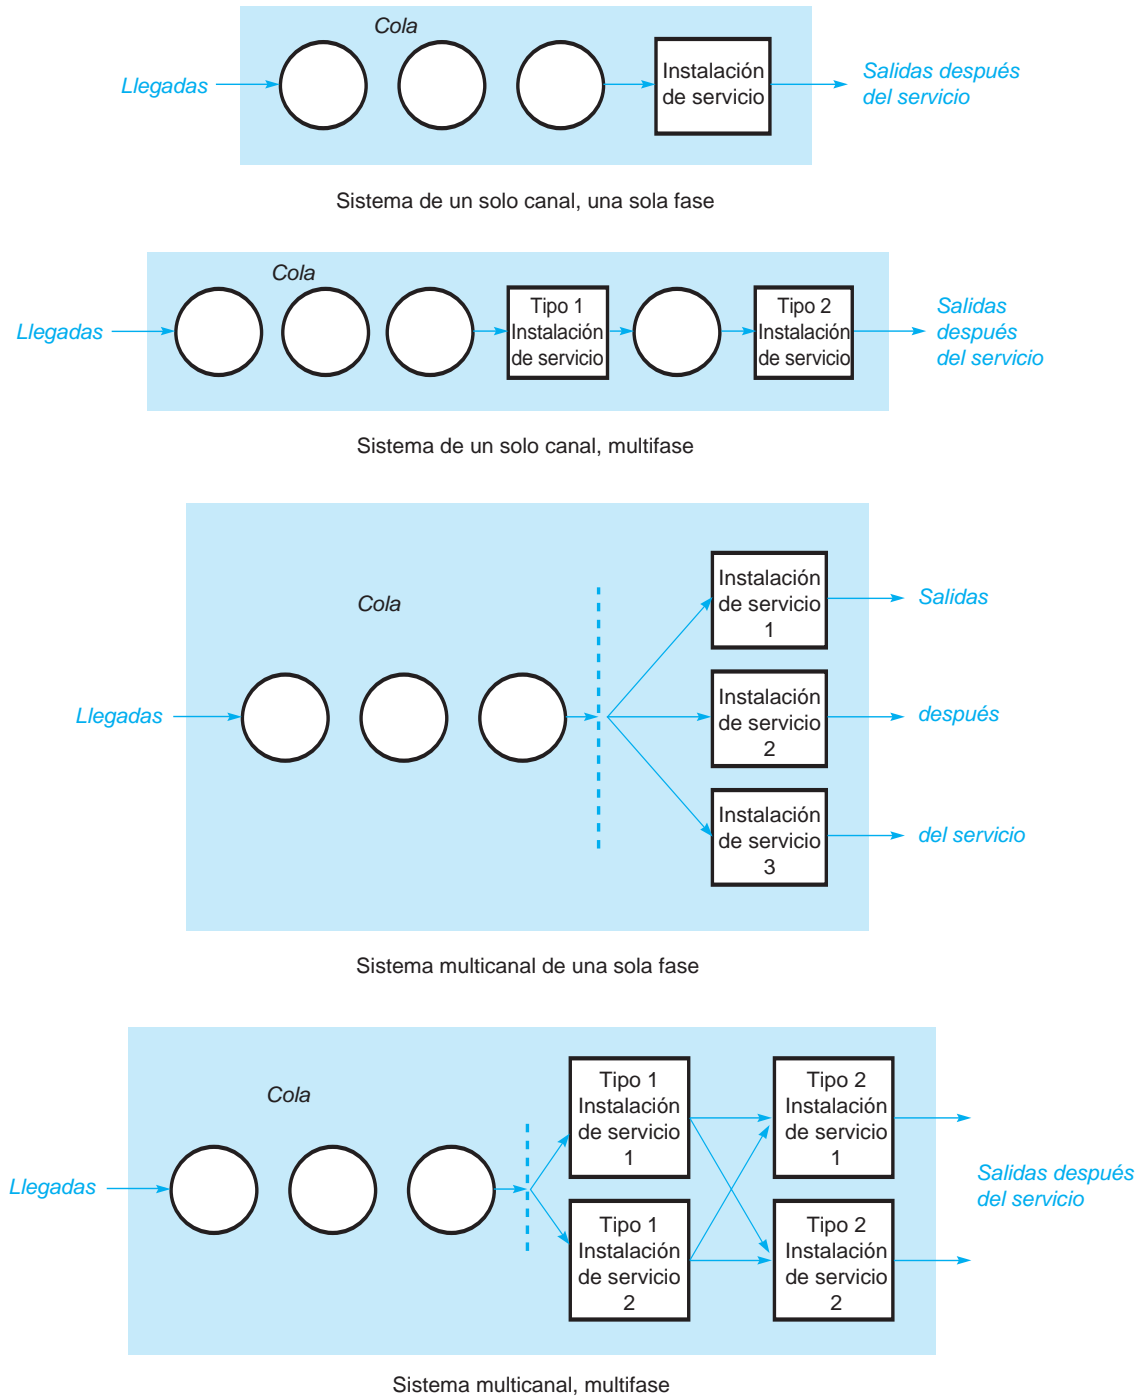 Cola
Llegadas
Instalación
de servicio
Salidas después
del servicio
Sistema de un solo canal, una sola fase
Cola
Llegadas
Tipo 1
Instalación
de servicio
Tipo 2
Instalación
de servicio
Salidas
después
del servicio
Sistema de un solo canal, multifase
Cola
Llegadas
Instalación
de servicio
1
Salidas
Instalación
de servicio
2
después
Instalación
de servicio
3
del servicio
Sistema multicanal de una sola fase
Cola
Llegadas
Tipo 1
Instalación
de servicio
1
Tipo 2
Instalación
de servicio
1
Tipo 1
Instalación
de servicio
2
Tipo 2
Instalación
de servicio
2
Salidas después
del servicio
Sistema multicanal, multifase